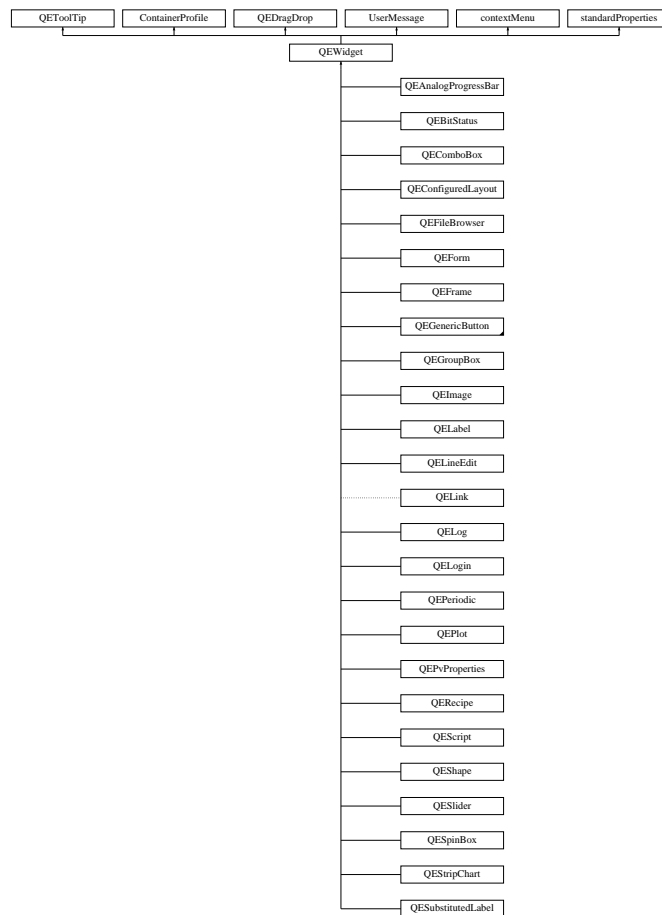 QEToolTip
ContainerProfile
QEDragDrop
UserMessage
contextMenu
standardProperties
QEWidget
QEAnalogProgressBar
QEBitStatus
QEComboBox
QEConfiguredLayout
QEFileBrowser
QEForm
QEFrame
QEGenericButton
QEGroupBox
QEImage
QELabel
QELineEdit
QELink
QELog
QELogin
QEPeriodic
QEPlot
QEPvProperties
QERecipe
QEScript
QEShape
QESlider
QESpinBox
QEStripChart
QESubstitutedLabel